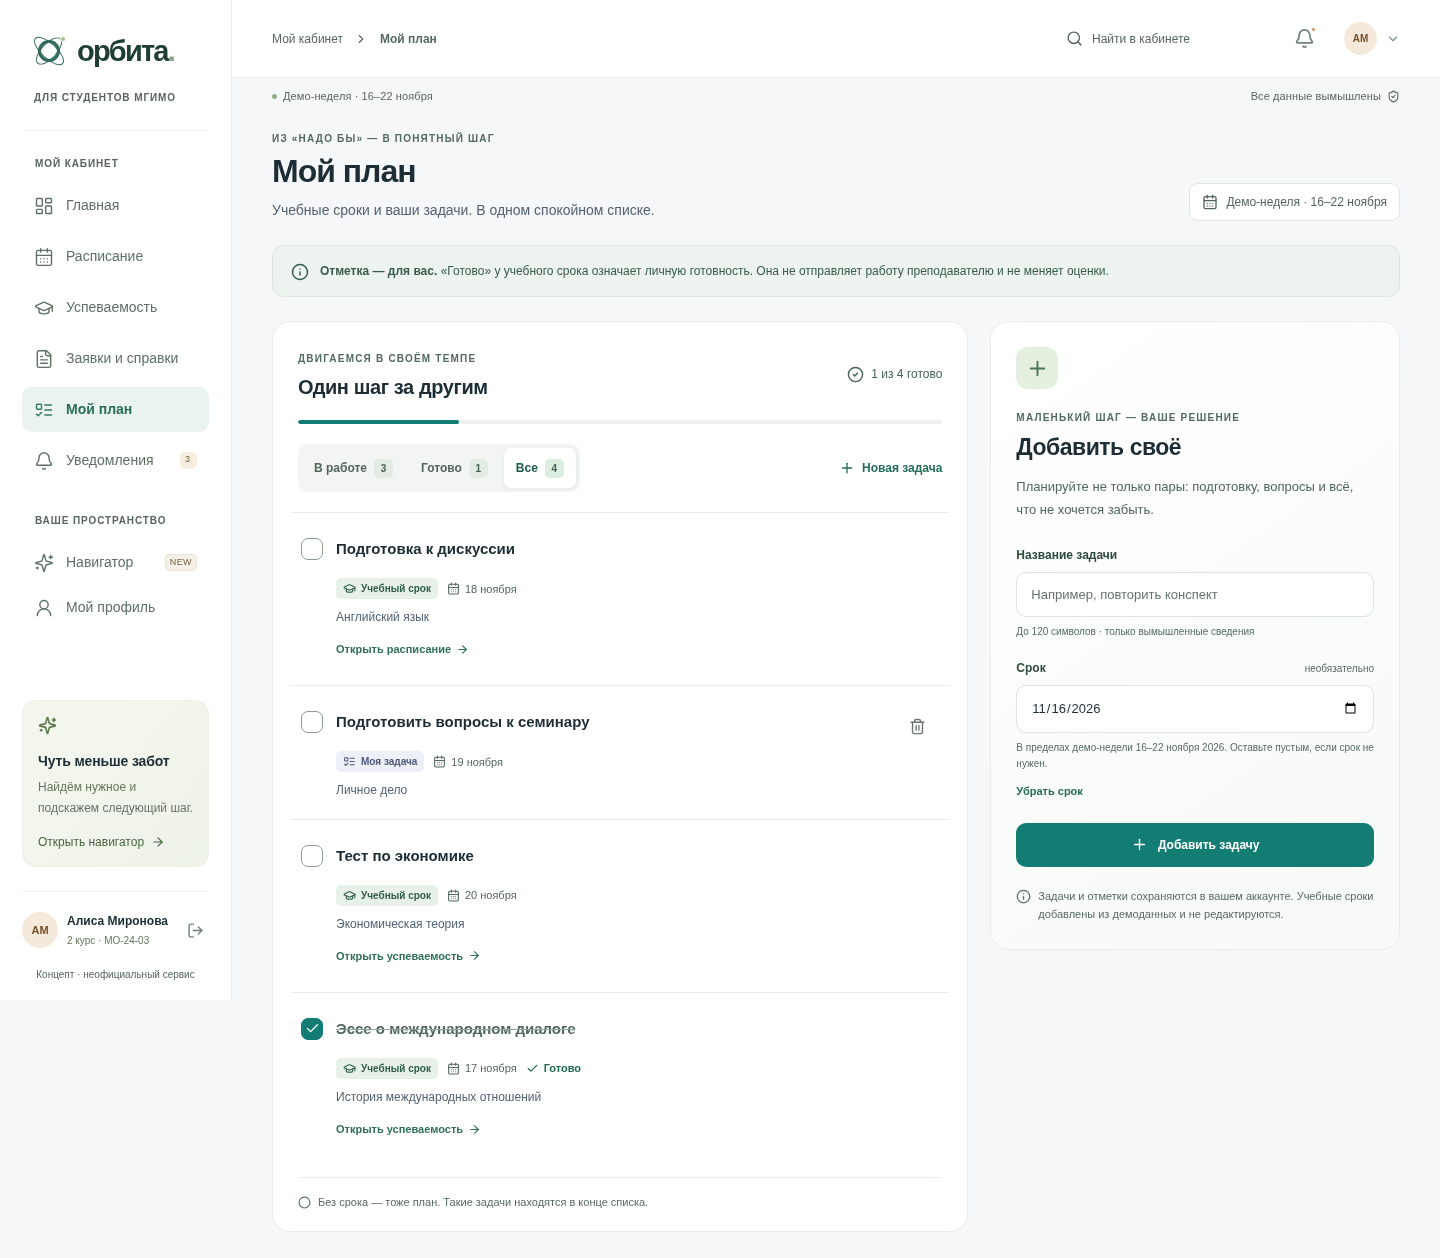 орбита.
ДЛЯ СТУДЕНТОВ МГИМО
МОЙ КАБИНЕТ
Главная
Расписание
Успеваемость
Заявки и справки
Мой план
Уведомления 3
ВАШЕ ПРОСТРАНСТВО
Навигатор NEW
Мой профиль
Чуть меньше забот
Найдём нужное и
подскажем следующий шаг.
Открыть навигатор
АМ
Алиса Миронова
2 курс · МО-24-03
Концепт · неофициальный сервис
Мой кабинет
Мой план
Найти в кабинете
АМ
Демо-неделя · 16–22 ноября
Все данные вымышлены
ИЗ «НАДО БЫ» — В ПОНЯТНЫЙ ШАГ
Мой план
Учебные сроки и ваши задачи. В одном спокойном списке.
Демо-неделя · 16–22 ноября
Отметка — для вас. «Готово» у учебного срока означает личную готовность. Она не отправляет работу преподавателю и не меняет оценки.
ДВИГАЕМСЯ В СВОЁМ ТЕМПЕ
Один шаг за другим
1 из 4 готово
В работе 3
Готово 1
Все 4
Новая задача
Подготовка к дискуссии
Учебный срок 18 ноября
Английский язык
Открыть расписание
Подготовить вопросы к семинару
Моя задача 19 ноября
Личное дело
Тест по экономике
Учебный срок 20 ноября
Экономическая теория
Открыть успеваемость
Эссе о международном диалоге
Учебный срок 17 ноября Готово
История международных отношений
Открыть успеваемость
Без срока — тоже план. Такие задачи находятся в конце списка.
МАЛЕНЬКИЙ ШАГ — ВАШЕ РЕШЕНИЕ
Добавить своё
Планируйте не только пары: подготовку, вопросы и всё,
что не хочется забыть.
Название задачи
Например, повторить конспект
До 120 символов · только вымышленные сведения
Срок
необязательно
11/16/2026
В пределах демо-недели 16–22 ноября 2026. Оставьте пустым, если срок не
нужен.
Убрать срок
Добавить задачу
Задачи и отметки сохраняются в вашем аккаунте. Учебные сроки
добавлены из демоданных и не редактируются.